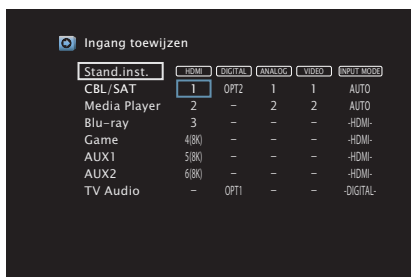 Ingang toewijzen
Stand.inst. HDMI DIGITAL ANALOG VIDEO INPUT MODE
CBL/SAT 1 OPT2 1 1 AUTO
Media Player 2 – 2 2 AUTO
Blu-ray 3 – – – -HDMI-
Game 4(8K) – – – -HDMI-
AUX1 5(8K) – – – -HDMI-
AUX2 6(8K) – – – -HDMI-
TV Audio – OPT1 – – -DIGITAL-